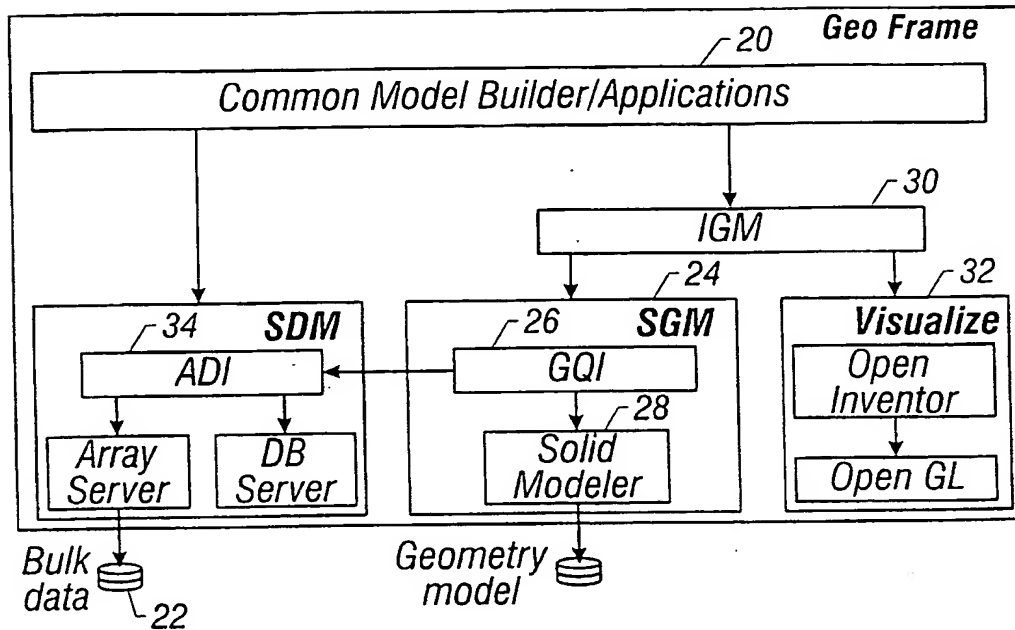 Geo Frame
20
Common Model Builder/Applications
30
IGM
24
32
34
SDM
26
SGM
Visualize
ADI
GQI
Open
Inventor
28
Array
Server
DB
Server
Solid
Modeler
Open GL
Bulk
data
22
Geometry
model